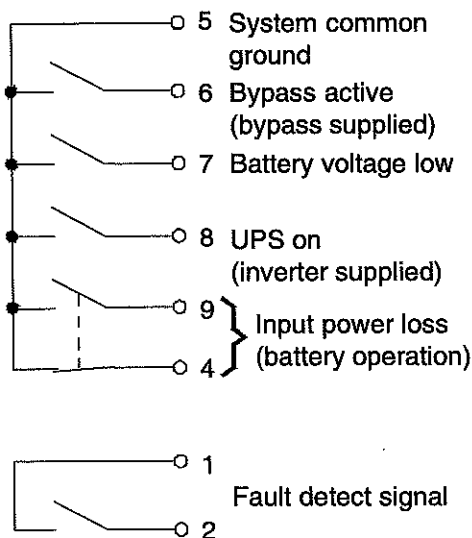 5 System common
ground
6 Bypass active
(bypass supplied)
7 Battery voltage low
8 UPS on
(inverter supplied)
9
Input power loss
(battery operation)
4
1
Fault detect signal
2